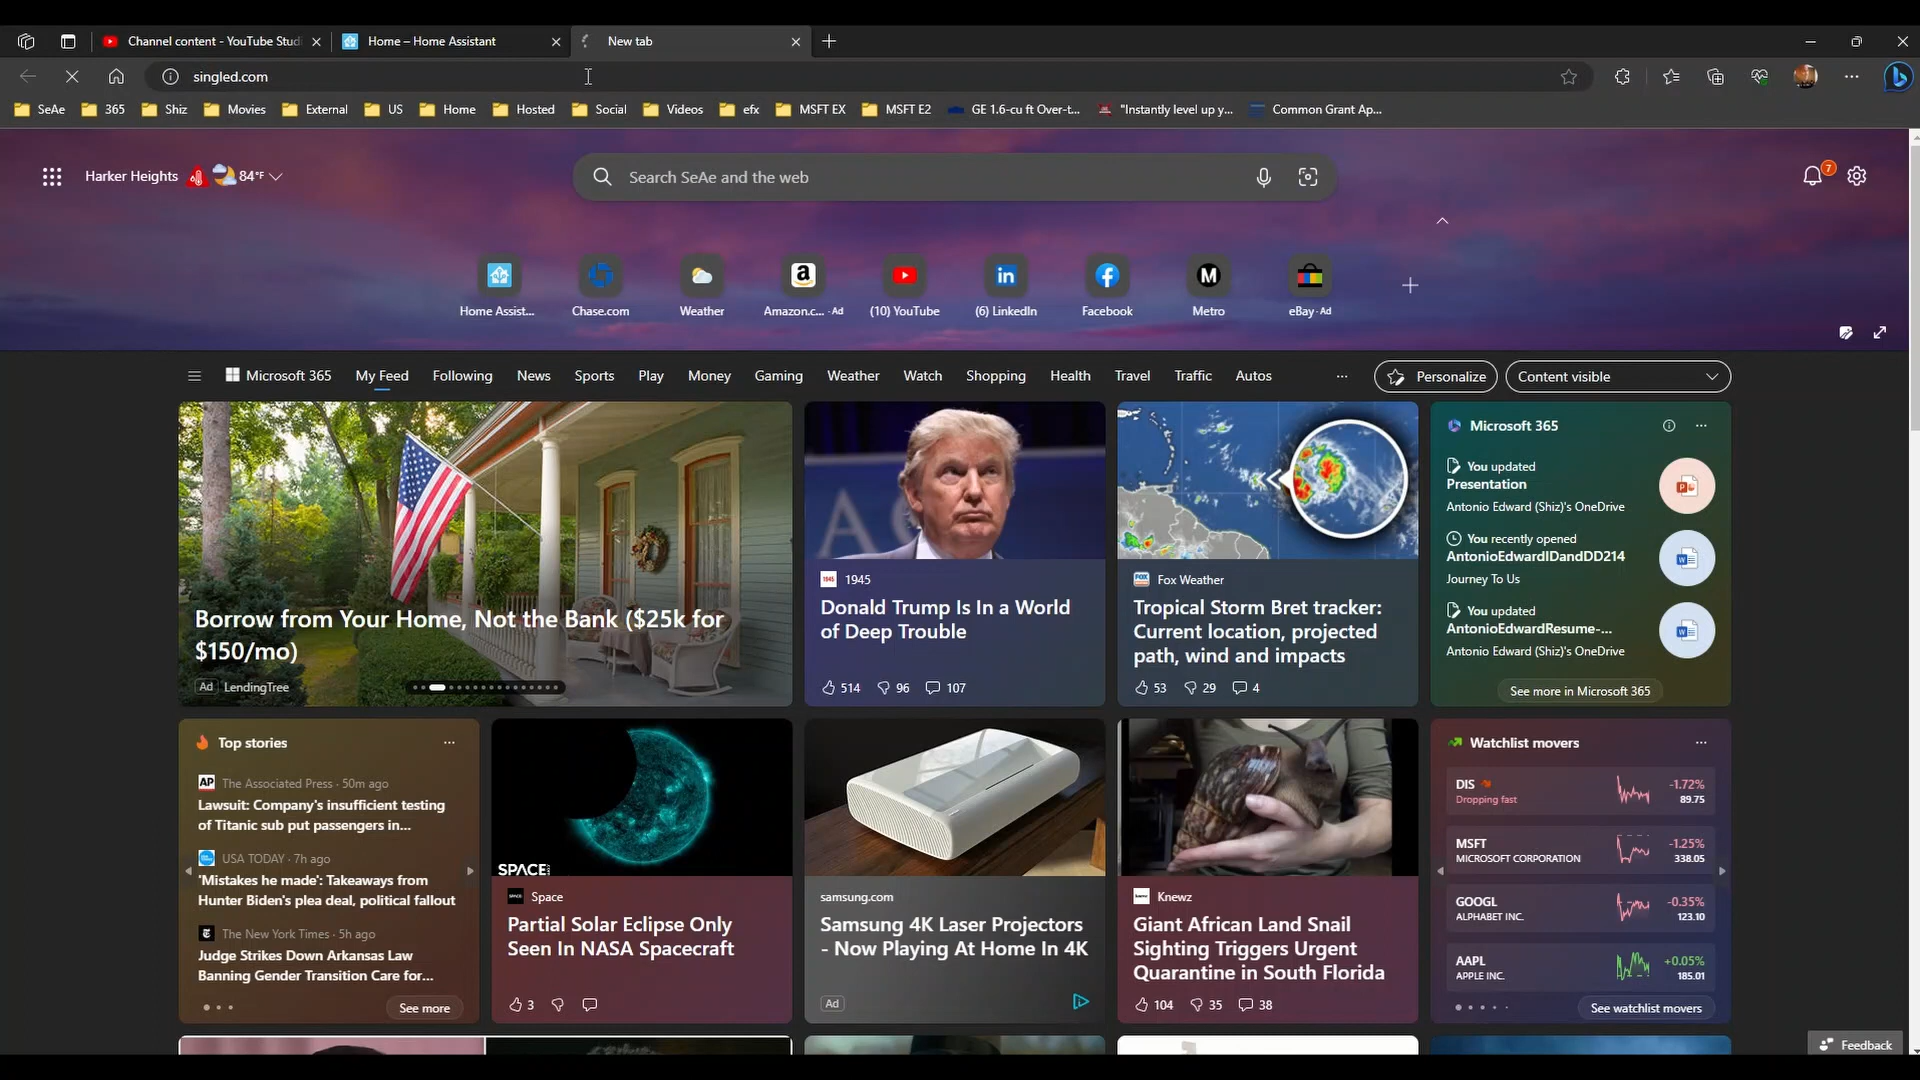 Channel content - YouTube Studi
Home – Home Assistant
New tab
singled.com
SeAe
365
Shiz
Movies
External
US
Home
Hosted
Social
Videos
efx
MSFT EX
MSFT E2
GE 1.6-cu ft Over-t...
"Instantly level up y...
Common Grant Ap...
Harker Heights
84°F
Search SeAe and the web
7
Home Assist...
Chase.com
Weather
Amazon.c... · Ad
(10) YouTube
(6) LinkedIn
Facebook
Metro
eBay · Ad
Microsoft 365
My Feed
Following
News
Sports
Play
Money
Gaming
Weather
Watch
Shopping
Health
Travel
Traffic
Autos
...
Personalize
Content visible
Borrow from Your Home, Not the Bank ($25k for
$150/mo)
Ad LendingTree
1945
Donald Trump Is In a World
of Deep Trouble
514
96
107
Fox Weather
Tropical Storm Bret tracker:
Current location, projected
path, wind and impacts
53
29
4
Microsoft 365
You updated
Presentation
Antonio Edward (Shiz)'s OneDrive
You recently opened
AntonioEdwardIDandDD214
Journey To Us
You updated
AntonioEdwardResume-...
Antonio Edward (Shiz)'s OneDrive
See more in Microsoft 365
Top stories
AP The Associated Press · 50m ago
Lawsuit: Company's insufficient testing
of Titanic sub put passengers in...
USA TODAY · 7h ago
'Mistakes he made': Takeaways from
Hunter Biden's plea deal, political fallout
The New York Times · 5h ago
Judge Strikes Down Arkansas Law
Banning Gender Transition Care for...
See more
SPACE
Space
Partial Solar Eclipse Only
Seen In NASA Spacecraft
3
samsung.com
Samsung 4K Laser Projectors
- Now Playing At Home In 4K
Ad
Knewz
Giant African Land Snail
Sighting Triggers Urgent
Quarantine in South Florida
104
35
38
Watchlist movers
DIS
Dropping fast
-1.72%
89.75
MSFT
MICROSOFT CORPORATION
-1.25%
338.05
GOOGL
ALPHABET INC.
-0.35%
123.10
AAPL
APPLE INC.
+0.05%
185.01
See watchlist movers
Feedback